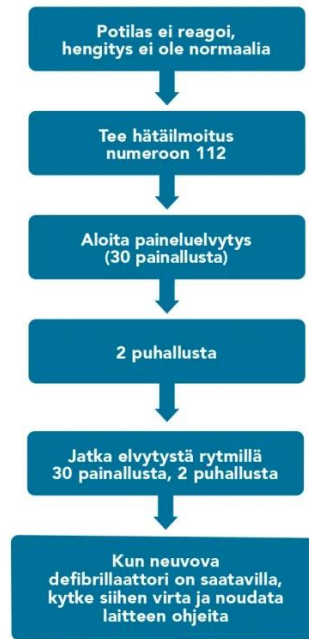 Potilas ei reagoi,
hengitys ei ole normaalia
Tee hätäilmoitus
numeroon 112
Aloita paineluelvytys
(30 painallusta)
2 puhallusta
Jatka elvytystä rytmillä
30 painallusta, 2 puhallusta
Kun neuvova
defibrillaattori on saatavilla,
kytke siihen virta ja noudata
laitteen ohjeita